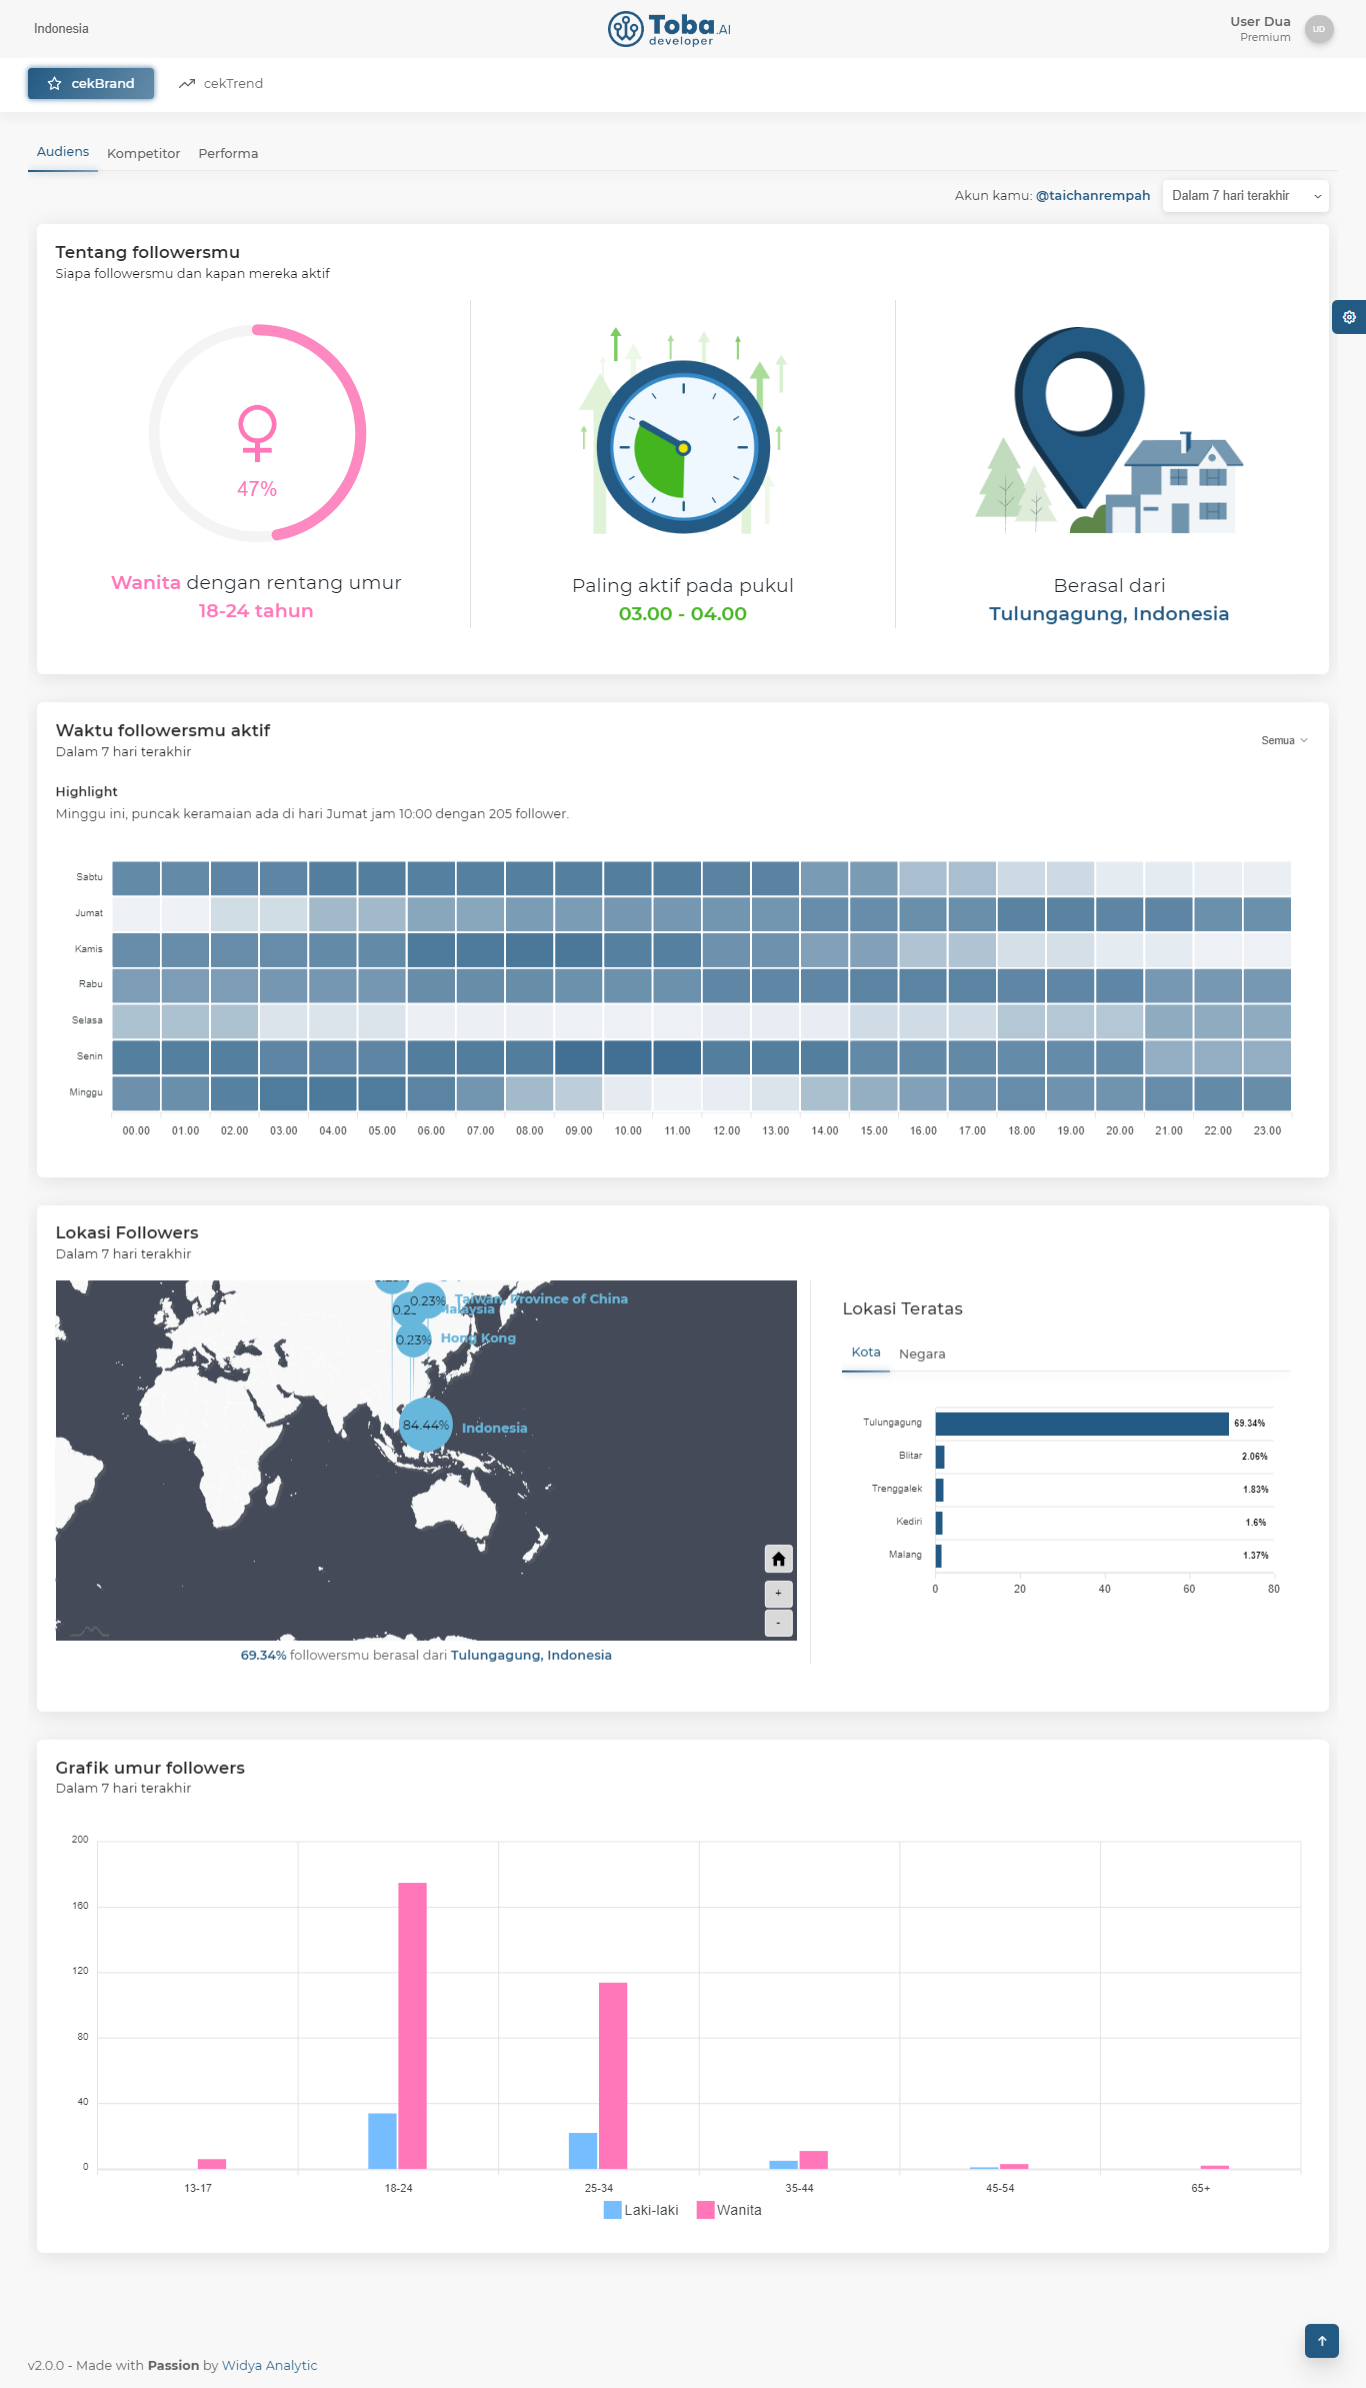 Indonesia
Toba.AI
developer
User Dua
Premium
UD
cekBrand
cekTrend
Audiens
Kompetitor
Performa
Akun kamu: @taichanrempah
Dalam 7 hari terakhir
Tentang followersmu
Siapa followersmu dan kapan mereka aktif
47%
Wanita dengan rentang umur
18-24 tahun
Paling aktif pada pukul
03.00 - 04.00
Berasal dari
Tulungagung, Indonesia
Waktu followersmu aktif
Dalam 7 hari terakhir
Semua
Highlight
Minggu ini, puncak keramaian ada di hari Jumat jam 10:00 dengan 205 follower.
Sabtu
Jumat
Kamis
Rabu
Selasa
Senin
Minggu
00.00 01.00 02.00 03.00 04.00 05.00 06.00 07.00 08.00 09.00 10.00 11.00 12.00 13.00 14.00 15.00 16.00 17.00 18.00 19.00 20.00 21.00 22.00 23.00
Lokasi Followers
Dalam 7 hari terakhir
0.23% Taiwan, Province of China
Malaysia
0.23% Hong Kong
84.44% Indonesia
+
-
69.34% followersmu berasal dari Tulungagung, Indonesia
Lokasi Teratas
Kota
Negara
Tulungagung 69.34%
Blitar 2.06%
Trenggalek 1.83%
Kediri 1.6%
Malang 1.37%
0 20 40 60 80
Grafik umur followers
Dalam 7 hari terakhir
200
160
120
80
40
0
13-17 18-24 25-34 35-44 45-54 65+
Laki-laki
Wanita
v2.0.0 - Made with Passion by Widya Analytic